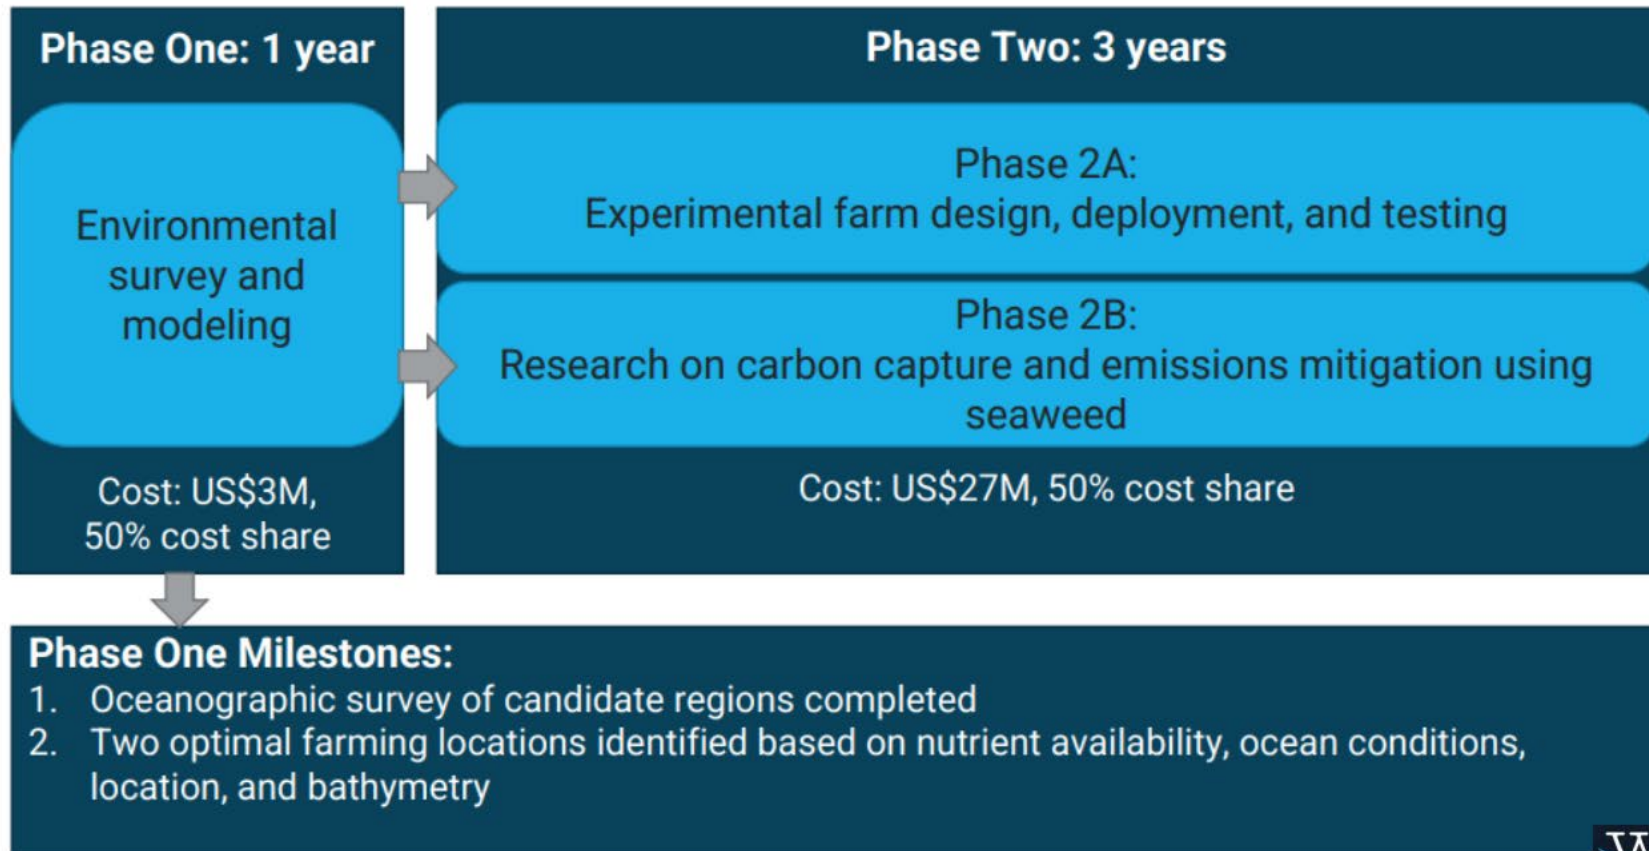 Phase One: 1 year
Environmental
survey and
modeling
Cost: US$3M,
50% cost share
Phase Two: 3 years
Phase 2A:
Experimental farm design, deployment, and testing
Phase 2B:
Research on carbon capture and emissions mitigation using
seaweed
Cost: US$27M, 50% cost share
Phase One Milestones:
1. Oceanographic survey of candidate regions completed
2. Two optimal farming locations identified based on nutrient availability, ocean conditions,
location, and bathymetry